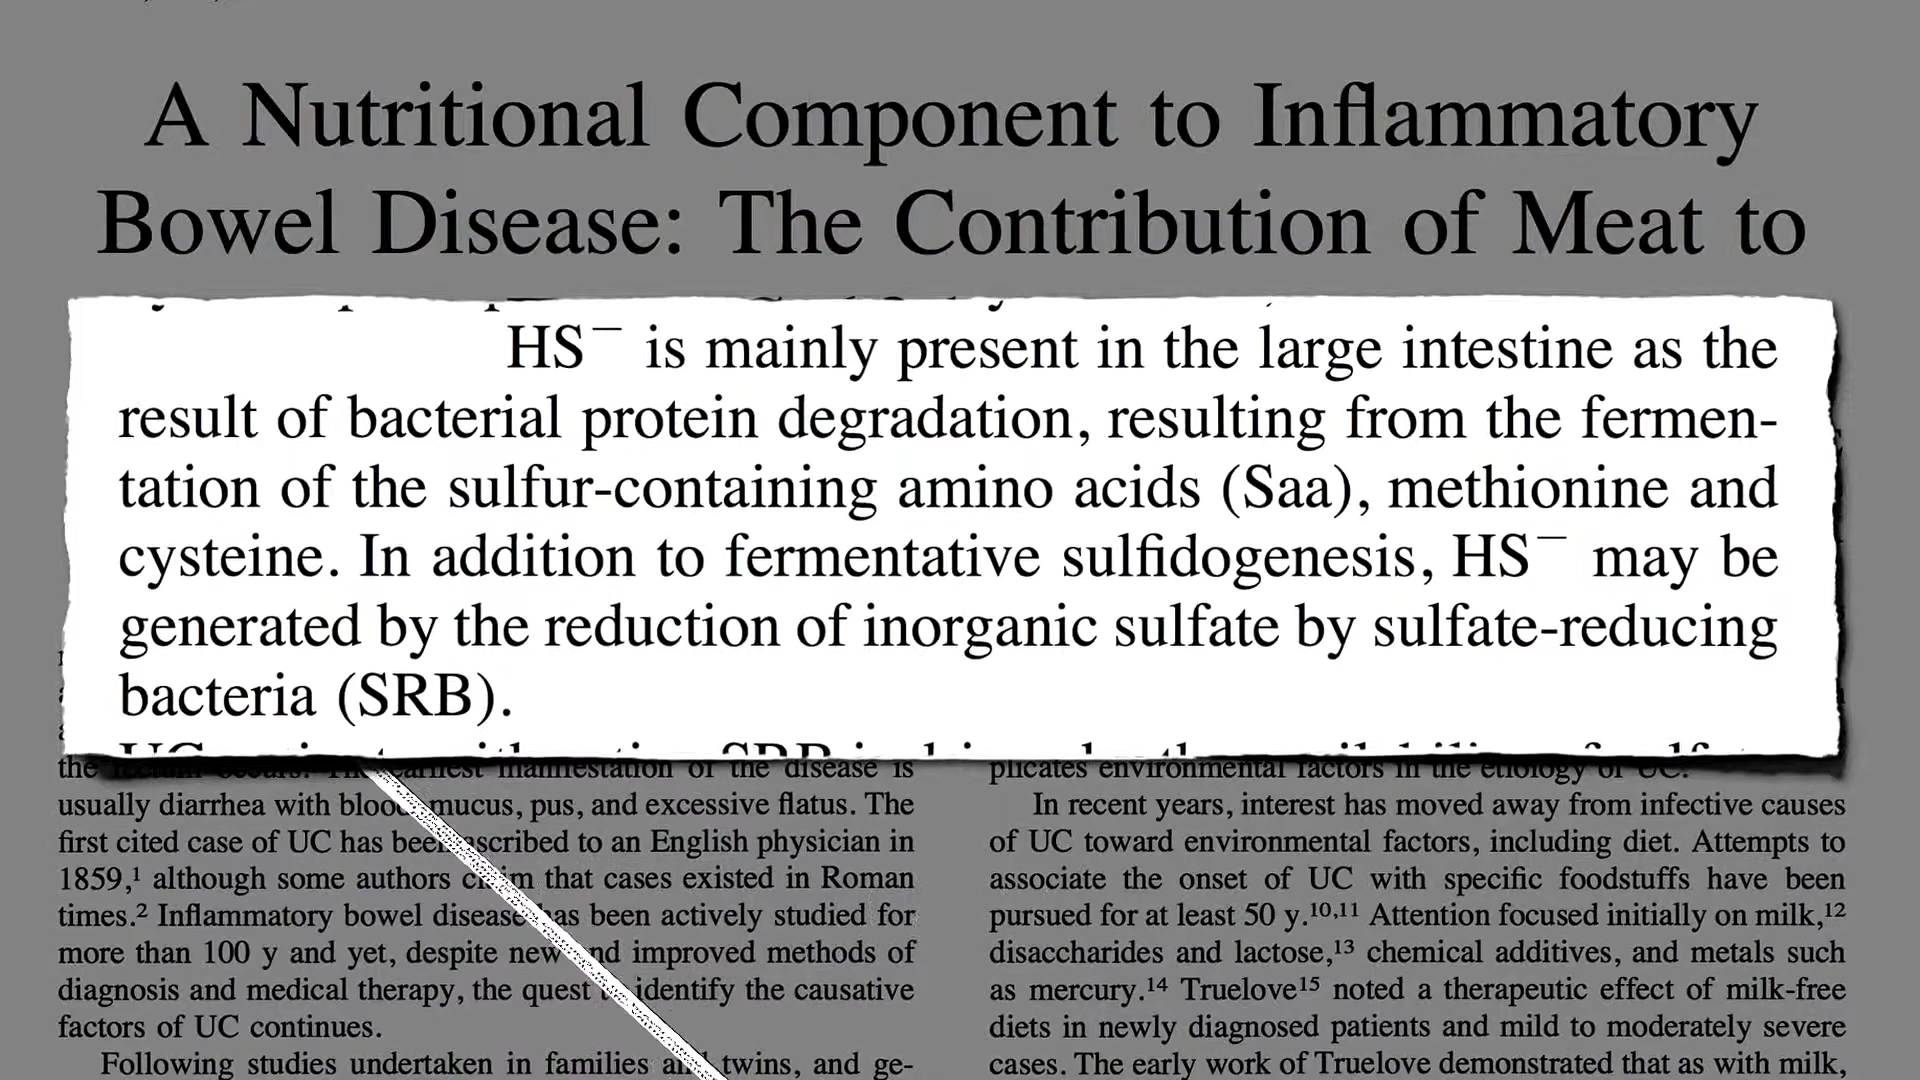 A Nutritional Component to Inflammatory
Bowel Disease: The Contribution of Meat to
HS⁻ is mainly present in the large intestine as the
result of bacterial protein degradation, resulting from the fermen-
tation of the sulfur-containing amino acids (Saa), methionine and
cysteine. In addition to fermentative sulfidogenesis, HS⁻ may be
generated by the reduction of inorganic sulfate by sulfate-reducing
bacteria (SRB).
the rectum occurs. The earliest manifestation of the disease is
usually diarrhea with blood, mucus, pus, and excessive flatus. The
first cited case of UC has been ascribed to an English physician in
1859,¹ although some authors claim that cases existed in Roman
times.² Inflammatory bowel disease has been actively studied for
more than 100 y and yet, despite new and improved methods of
diagnosis and medical therapy, the quest to identify the causative
factors of UC continues.
Following studies undertaken in families and twins, and ge-
plicates environmental factors in the etiology of UC.
In recent years, interest has moved away from infective causes
of UC toward environmental factors, including diet. Attempts to
associate the onset of UC with specific foodstuffs have been
pursued for at least 50 y.¹⁰,¹¹ Attention focused initially on milk,¹²
disaccharides and lactose,¹³ chemical additives, and metals such
as mercury.¹⁴ Truelove¹⁵ noted a therapeutic effect of milk-free
diets in newly diagnosed patients and mild to moderately severe
cases. The early work of Truelove demonstrated that as with milk,